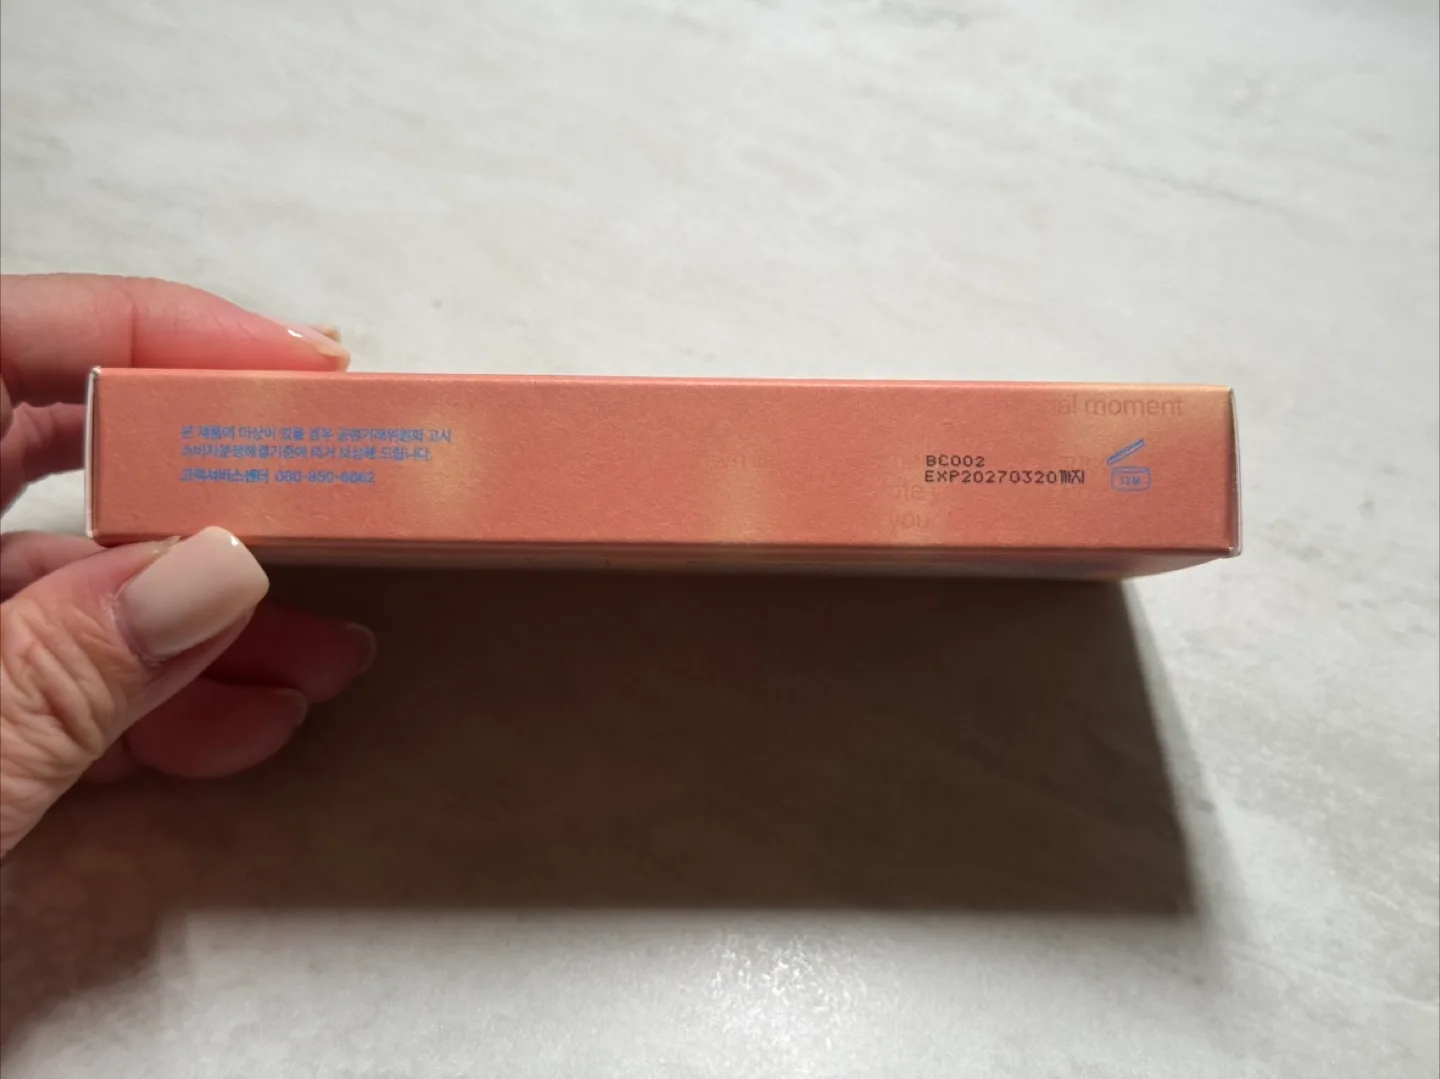 본 제품에 이상이 있을 경우 공정거래위원회 고시
소비자분쟁해결기준에 의거 보상해 드립니다.
고객서비스센터 080-850-6062
al moment
BC002
EXP20270320까지
12M
you